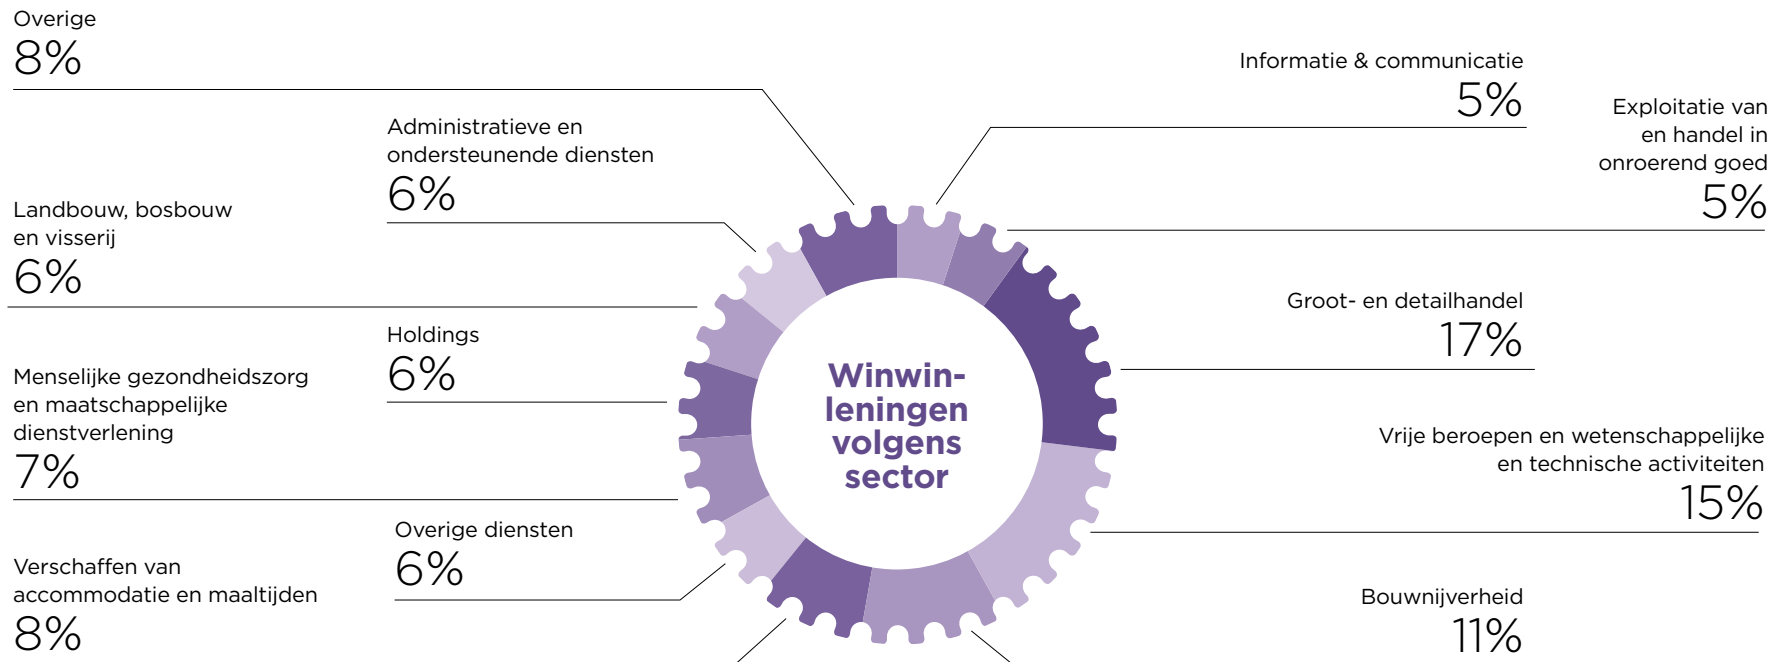 Overige
8%
Administratieve en
ondersteunende diensten
6%
Landbouw, bosbouw
en visserij
6%
Holdings
6%
Menselijke gezondheidszorg
en maatschappelijke
dienstverlening
7%
Overige diensten
6%
Verschaffen van
accommodatie en maaltijden
8%
Winwin-
leningen
volgens
sector
Informatie & communicatie
5%
Exploitatie van
en handel in
onroerend goed
5%
Groot- en detailhandel
17%
Vrije beroepen en wetenschappelijke
en technische activiteiten
15%
Bouwnijverheid
11%